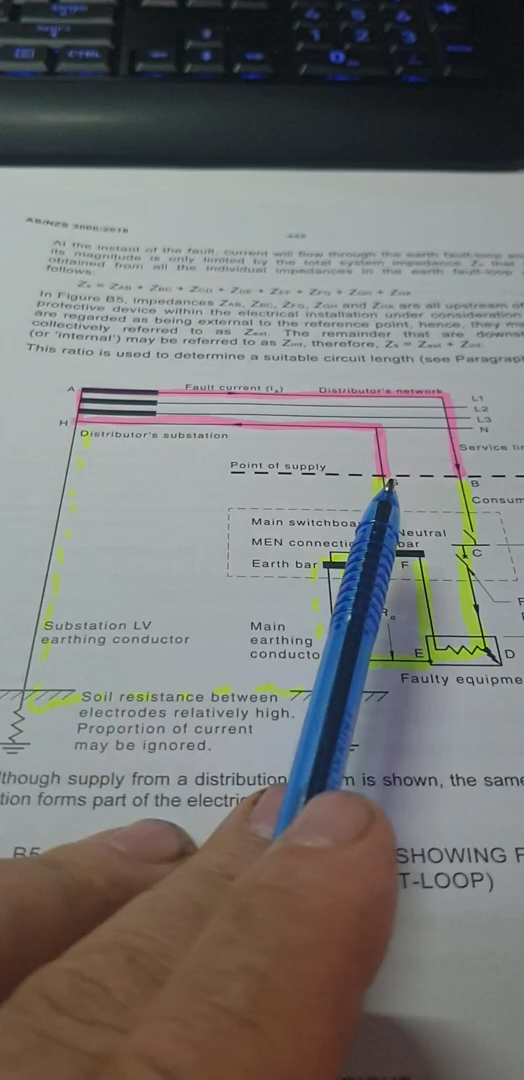 AS/NZS 3000:2018
At the instant of the fault, current will flow through the earth fault-loop
its magnitude is only limited by the total system impedance Zs that
obtained from all the individual impedances in the earth fault-loop
follows:
In Figure B5, impedances ZAB, ZBC, ZFG, ZGH and ZHA are all upstream of
protective device within the electrical installation under consideration
are regarded as being external to the reference point, hence, they
collectively referred to as Zext. The remainder that are
(or 'internal') may be referred to as Zint, therefore, Zs = Zext + Zint.
This ratio is used to determine a suitable circuit length (see Paragrap
A Fault current (Ia) Distributor's network
L1
L2
L3
H N
Distributor's substation
Service li
Point of supply
G B
Consum
Main switchboa
Neutral
MEN connecti bar
C
Earth bar F
Substation LV
earthing conductor
Main
earthing
conducto
E D
Faulty equipme
Soil resistance between
electrodes relatively high.
Proportion of current
may be ignored.
lthough supply from a distribution m is shown, the same
tion forms part of the electric
B5 SHOWING F
T-LOOP)
CTRL
1 2 3